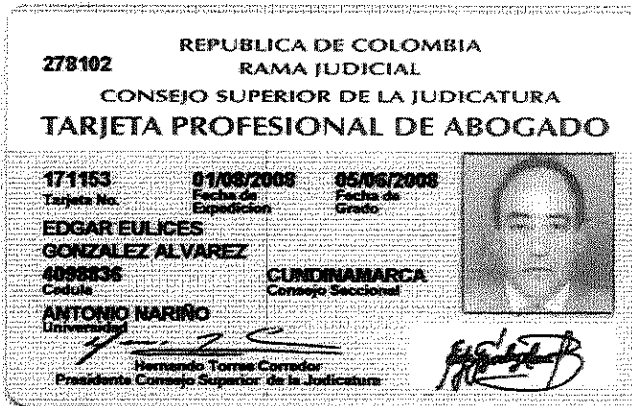 REPUBLICA DE COLOMBIA
278102
RAMA JUDICIAL
CONSEJO SUPERIOR DE LA JUDICATURA
TARJETA PROFESIONAL DE ABOGADO
171153 01/08/2008 05/06/2008
Tarjeta No. Fecha de Expedicion Fecha de Grado
EDGAR EULICES
GONZALEZ ALVAREZ
4098836 CUNDINAMARCA
Cedula Consejo Seccional
ANTONIO NARIÑO
Universidad
Hernando Torres Corredor
Presidente Consejo Superior de la Judicatura